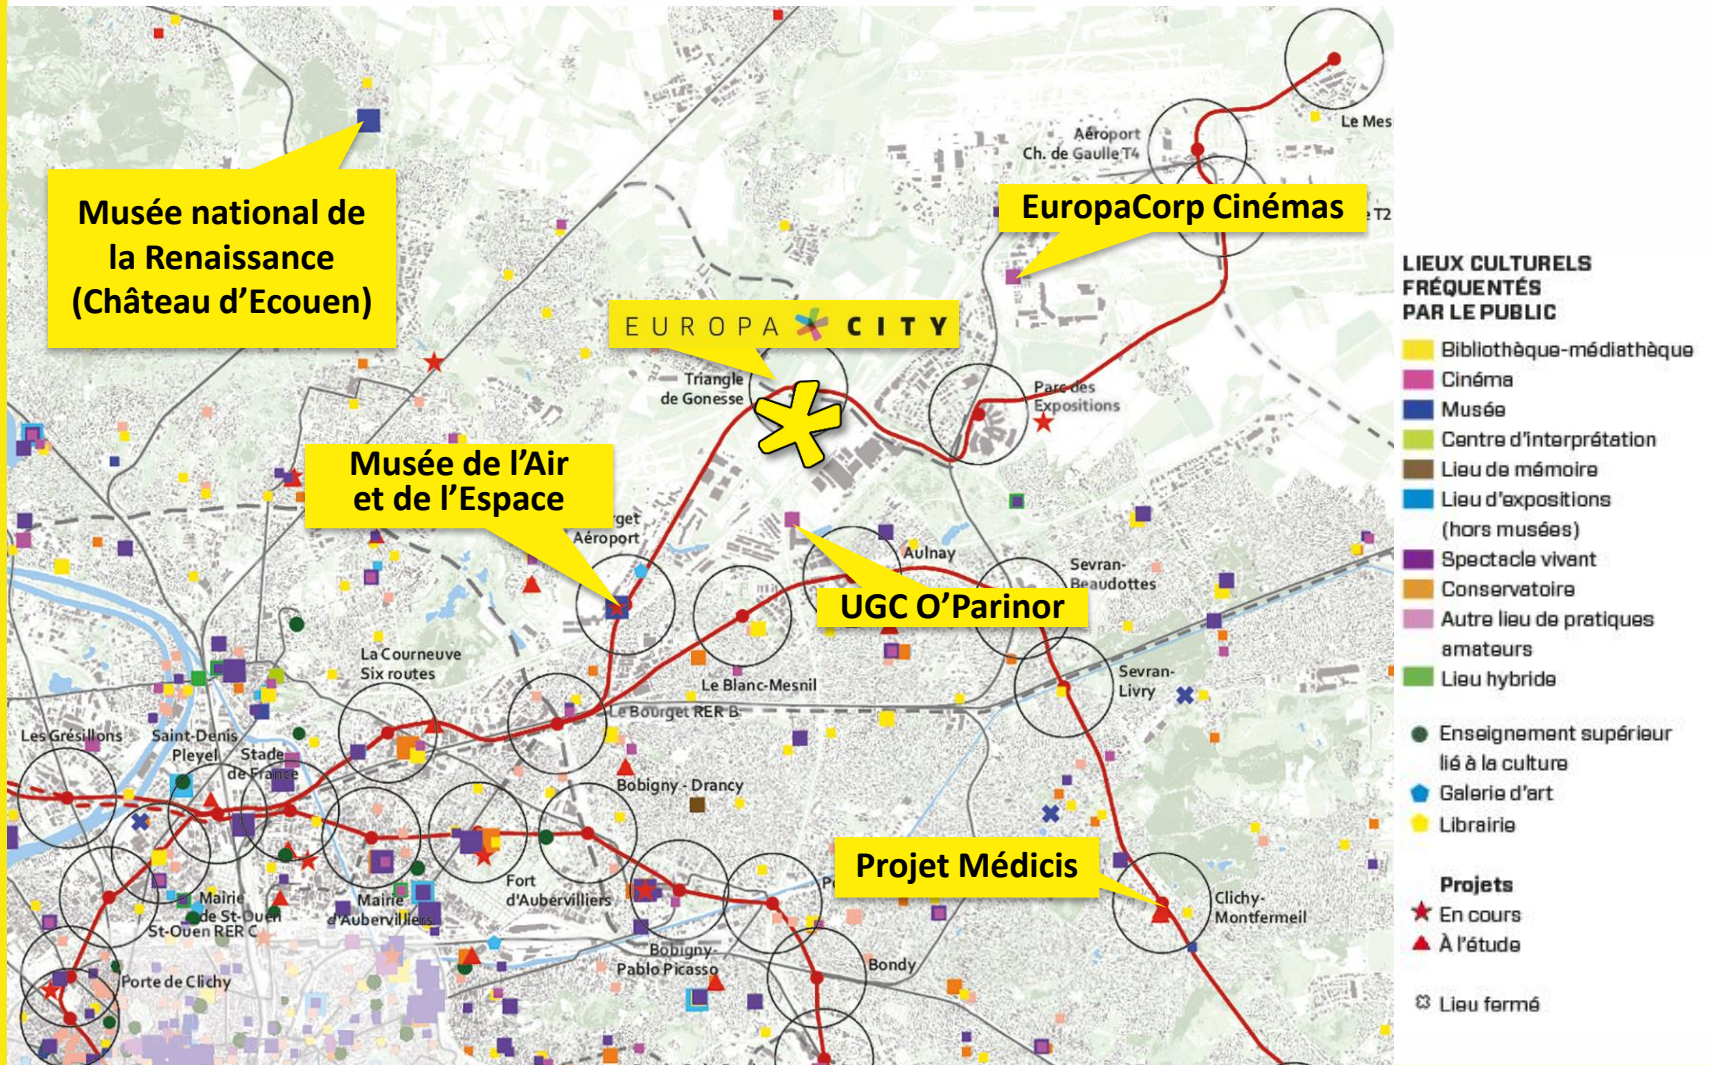 Le Mes
Aéroport
Ch. de Gaulle T4
Musée national de
la Renaissance
(Château d’Ecouen)
EuropaCorp Cinémas
T2
EUROPA CITY
Triangle
de Gonesse
Parc des
Expositions
Musée de l’Air
et de l’Espace
rget
Aéroport
Aulnay
Sevran-
Beaudottes
UGC O’Parinor
La Courneuve
Six routes
Le Blanc-Mesnil
Sevran-
Livry
Le Bourget RER B
Les Grésillons
Saint-Denis
Pleyel
Stade
de France
Bobigny - Drancy
Projet Médicis
Fort
d'Aubervilliers
Mairie
de St-Ouen
St-Ouen RER C
Mairie
d'Aubervilliers
Clichy-
Montfermeil
Bobigny-
Pablo Picasso
Bondy
Porte de Clichy
LIEUX CULTURELS
FRÉQUENTÉS
PAR LE PUBLIC
Bibliothèque-médiathèque
Cinéma
Musée
Centre d'interprétation
Lieu de mémoire
Lieu d'expositions
(hors musées)
Spectacle vivant
Conservatoire
Autre lieu de pratiques
amateurs
Lieu hybride
Enseignement supérieur
lié à la culture
Galerie d'art
Librairie
Projets
En cours
À l'étude
Lieu fermé